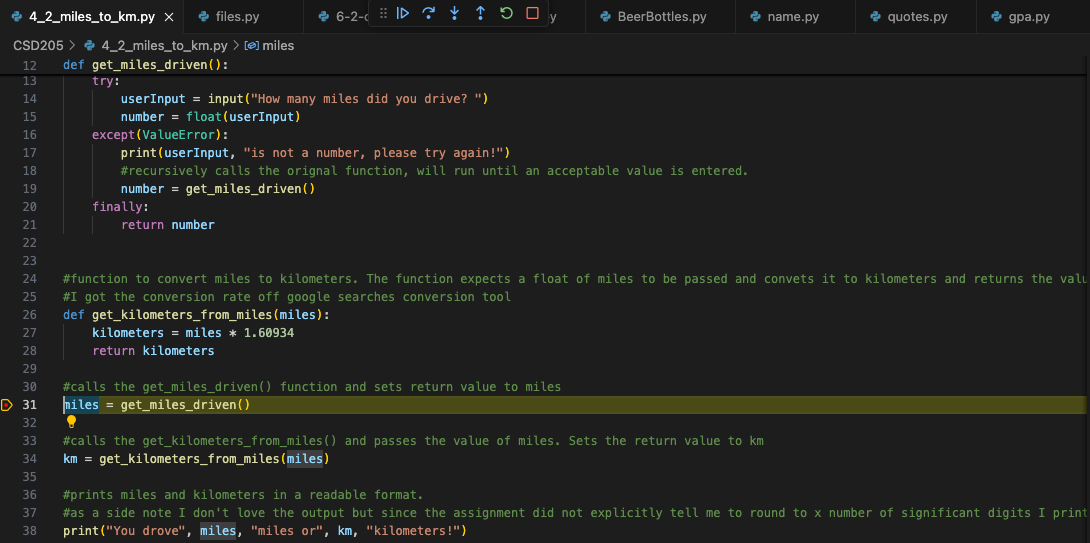 4_2_miles_to_km.py files.py 6-2- y BeerBottles.py name.py quotes.py gpa.py
CSD205 > 4_2_miles_to_km.py > miles
12 def get_miles_driven():
13 try:
14 userInput = input("How many miles did you drive? ")
15 number = float(userInput)
16 except(ValueError):
17 print(userInput, "is not a number, please try again!")
18 #recursively calls the orignal function, will run until an acceptable value is entered.
19 number = get_miles_driven()
20 finally:
21 return number
22
23
24 #function to convert miles to kilometers. The function expects a float of miles to be passed and convets it to kilometers and returns the valu
25 #I got the conversion rate off google searches conversion tool
26 def get_kilometers_from_miles(miles):
27 kilometers = miles * 1.60934
28 return kilometers
29
30 #calls the get_miles_driven() function and sets return value to miles
31 miles = get_miles_driven()
32
33 #calls the get_kilometers_from_miles() and passes the value of miles. Sets the return value to km
34 km = get_kilometers_from_miles(miles)
35
36 #prints miles and kilometers in a readable format.
37 #as a side note I don't love the output but since the assignment did not explicitly tell me to round to x number of significant digits I print
38 print("You drove", miles, "miles or", km, "kilometers!")